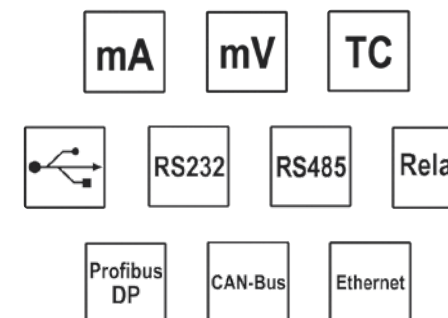 mA mV TC
RS232 RS485 Rela
Profibus
DP
CAN-Bus Ethernet